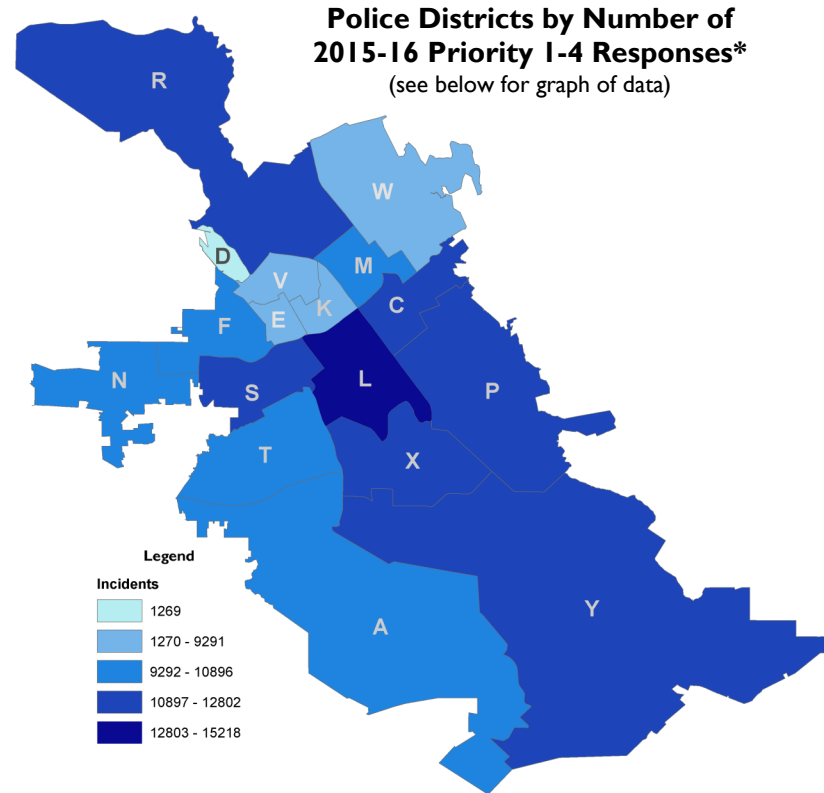 Police Districts by Number of
2015-16 Priority 1-4 Responses*
(see below for graph of data)
R
W
D
M
V
K
C
E
F
L
N
S
P
T
X
Y
A
Legend
Incidents
1269
1270 - 9291
9292 - 10896
10897 - 12802
12803 - 15218